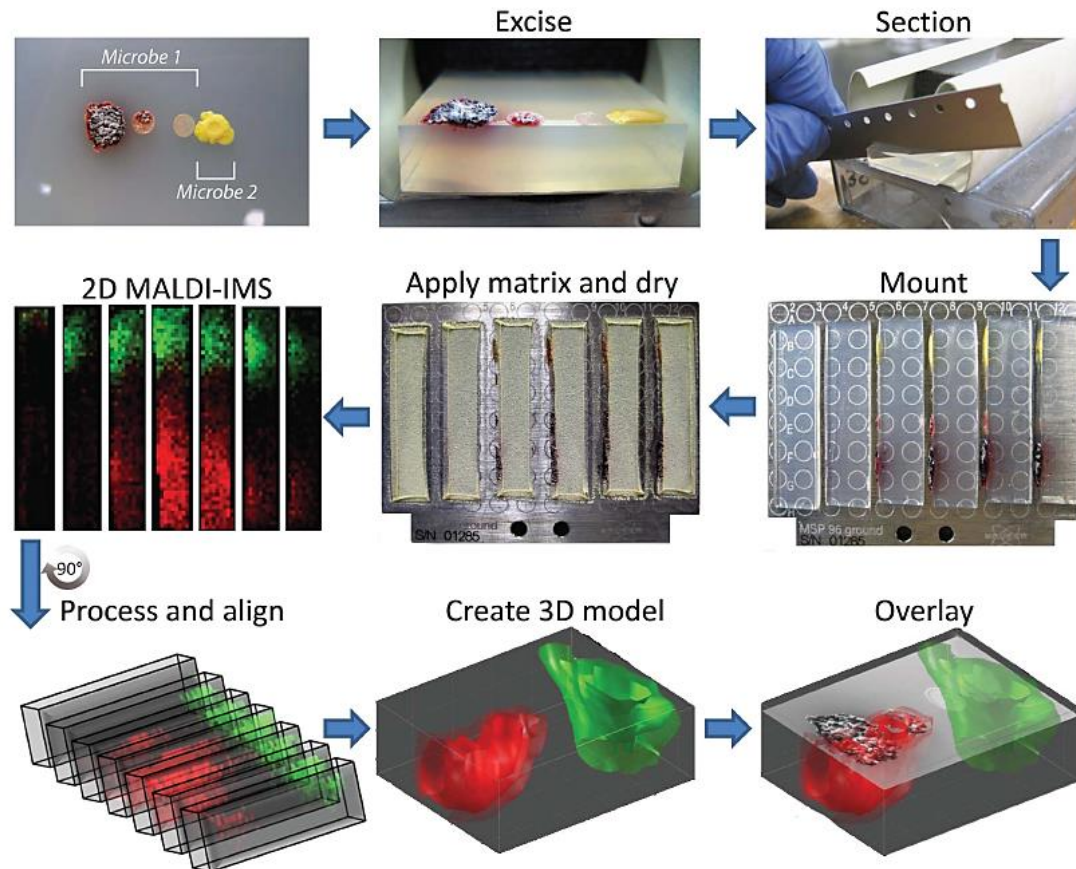 Excise
Section
Microbe 1
Microbe 2
30
2D MALDI-IMS
Apply matrix and dry
Mount
S/N 01285
MSP 96 ground
S/N 01285
90°
Process and align
Create 3D model
Overlay